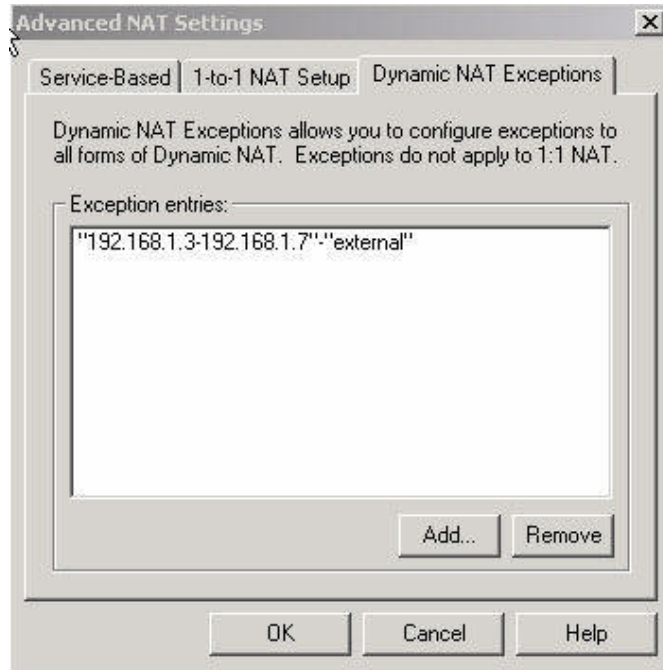 Advanced NAT Settings
Service-Based
1-to-1 NAT Setup
Dynamic NAT Exceptions
Dynamic NAT Exceptions allows you to configure exceptions to
all forms of Dynamic NAT. Exceptions do not apply to 1:1 NAT.
Exception entries:
"192.168.1.3-192.168.1.7"-"external"
Add...
Remove
OK
Cancel
Help